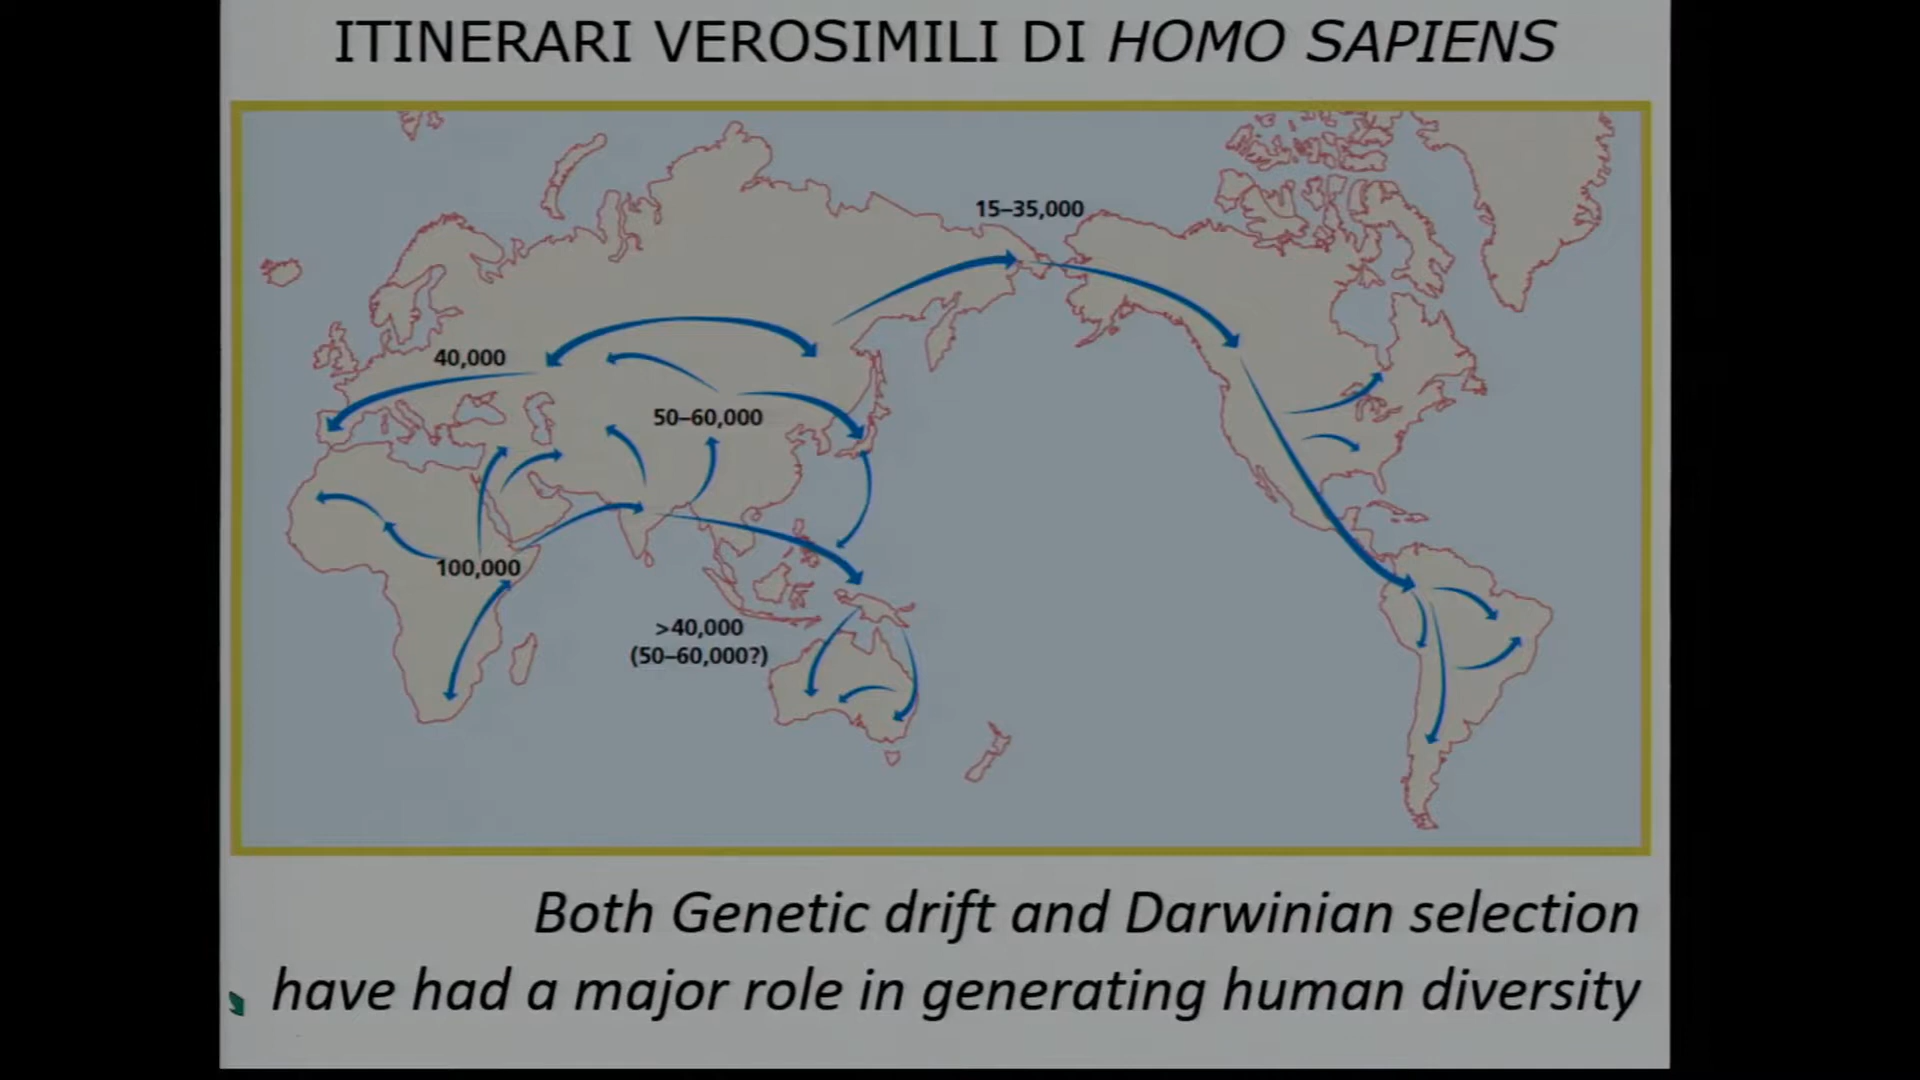 ITINERARI VEROSIMILI DI HOMO SAPIENS
15–35,000
40,000
50–60,000
100,000
>40,000
(50–60,000?)
Both Genetic drift and Darwinian selection
have had a major role in generating human diversity